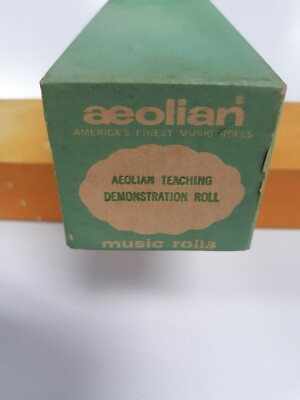 aeolian®
AMERICA'S FINEST MUSIC ROLLS
AEOLIAN TEACHING
DEMONSTRATION ROLL
music rolls